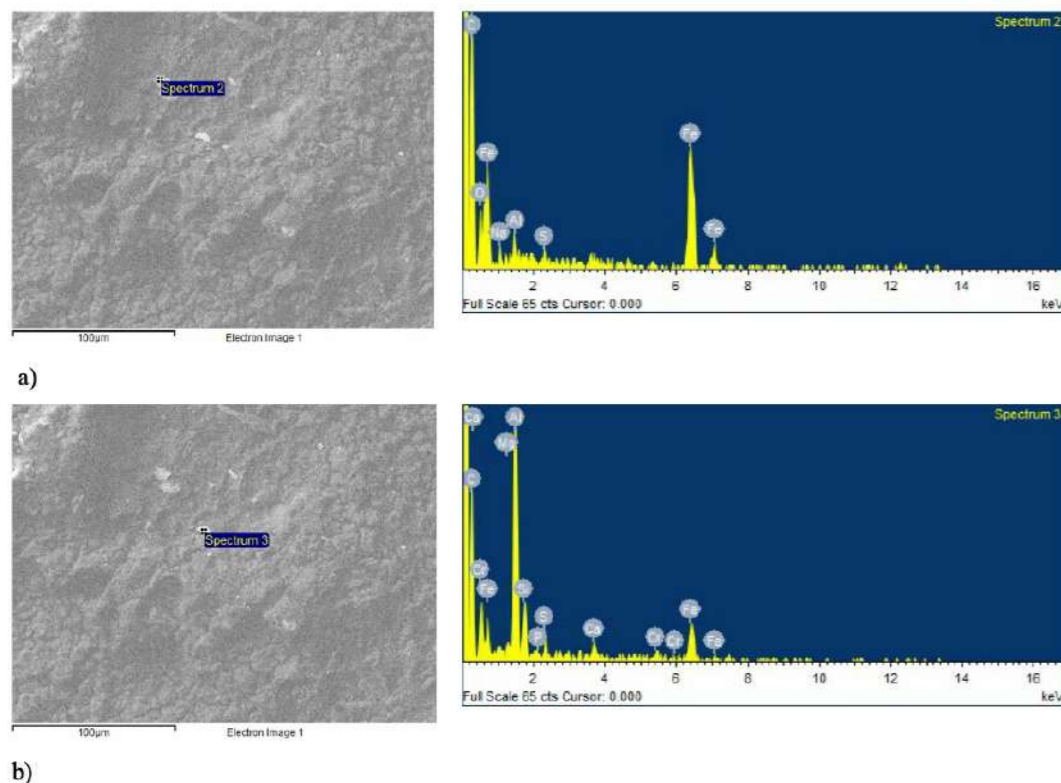 Spectrum 2
Spectrum 2
C
Fe
Fe
O
Al
Na
S
Fe
2 4 6 8 10 12 14 16
Full Scale 65 cts Cursor: 0.000
keV
100µm
Electron Image 1
a)
Spectrum 3
Spectrum 3
Ca
Al
C
Cr
Fe
Si
S
P
Ca
Cr
Cr
Fe
Fe
2 4 6 8 10 12 14 16
Full Scale 65 cts Cursor: 0.000
keV
100µm
Electron Image 1
b)